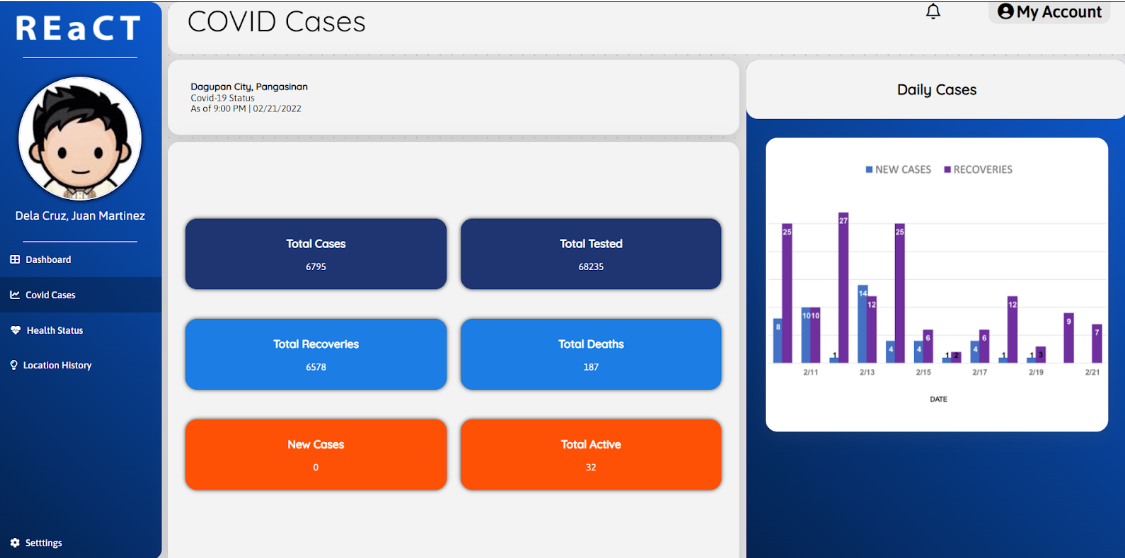 REaCT
COVID Cases
My Account
Dela Cruz, Juan Martinez
Dashboard
Covid Cases
Health Status
Location History
Setttings
Dagupan City, Pangasinan
Covid-19 Status
As of 9:00 PM | 02/21/2022
Total Cases
6795
Total Tested
68235
Total Recoveries
6578
Total Deaths
187
New Cases
0
Total Active
32
Daily Cases
NEW CASES RECOVERIES
8 25 10 10 1 27 14 12 4 25 4 6 1 2 4 6 1 12 1 3 9 7
2/11 2/13 2/15 2/17 2/19 2/21
DATE